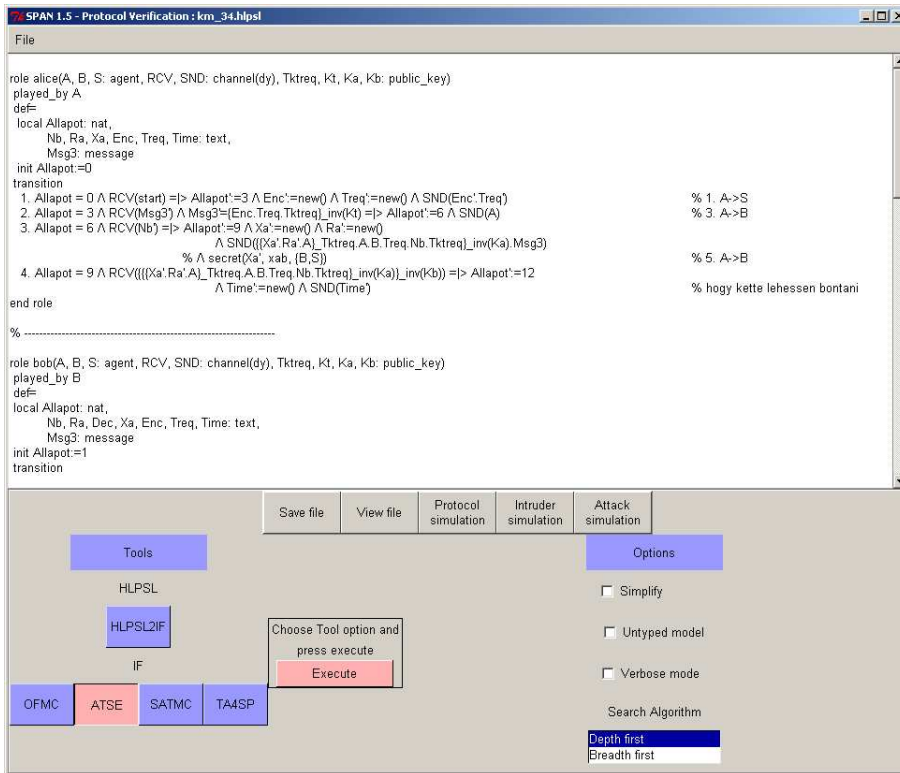 SPAN 1.5 - Protocol Verification : km_34.hlpsl
File
role alice(A, B, S: agent, RCV, SND: channel(dy), Tktreq, Kt, Ka, Kb: public_key)
played_by A
def=
local Allapot: nat,
Nb, Ra, Xa, Enc, Treq, Time: text,
Msg3: message
init Allapot:=0
transition
1. Allapot = 0 Λ RCV(start) =|> Allapot':=3 Λ Enc':=new() Λ Treq':=new() Λ SND(Enc'.Treq') % 1. A->S
2. Allapot = 3 Λ RCV(Msg3') Λ Msg3'={Enc.Treq.Tktreq}_inv(Kt) =|> Allapot':=6 Λ SND(A) % 3. A->B
3. Allapot = 6 Λ RCV(Nb') =|> Allapot':=9 Λ Xa':=new() Λ Ra':=new()
Λ SND({{Xa'.Ra'.A}_Tktreq.A.B.Treq.Nb.Tktreq}_inv(Ka).Msg3)
% Λ secret(Xa', xab, {B,S}) % 5. A->B
4. Allapot = 9 Λ RCV({{{Xa'.Ra'.A}_Tktreq.A.B.Treq.Nb.Tktreq}_inv(Ka)}_inv(Kb)) =|> Allapot':=12
Λ Time':=new() Λ SND(Time') % hogy kette lehessen bontani
end role
% ---------------------------------------------------------------------
role bob(A, B, S: agent, RCV, SND: channel(dy), Tktreq, Kt, Ka, Kb: public_key)
played_by B
def=
local Allapot: nat,
Nb, Ra, Dec, Xa, Enc, Treq, Time: text,
Msg3: message
init Allapot:=1
transition
Save file
View file
Protocol simulation
Intruder simulation
Attack simulation
Tools
HLPSL
HLPSL2IF
IF
OFMC
ATSE
SATMC
TA4SP
Choose Tool option and
press execute
Execute
Options
Simplify
Untyped model
Verbose mode
Search Algorithm
Depth first
Breadth first